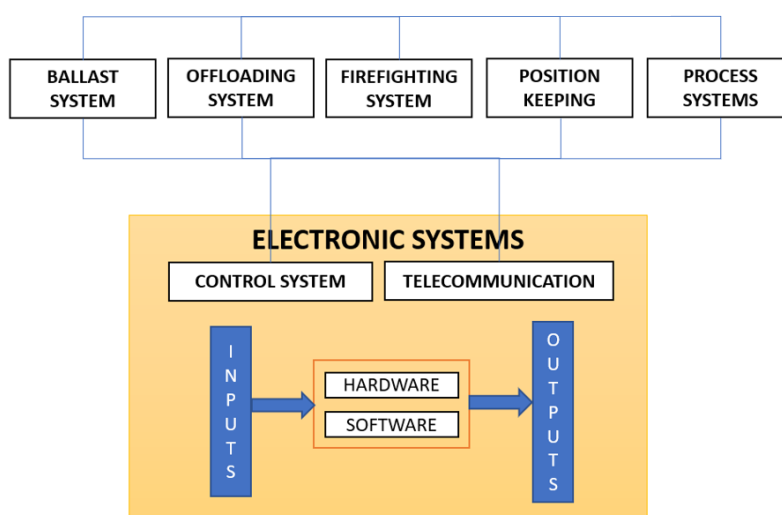 BALLAST
SYSTEM
OFFLOADING
SYSTEM
FIREFIGHTING
SYSTEM
POSITION
KEEPING
PROCESS
SYSTEMS
ELECTRONIC SYSTEMS
CONTROL SYSTEM
TELECOMMUNICATION
INPUTS
HARDWARE
SOFTWARE
OUTPUTS